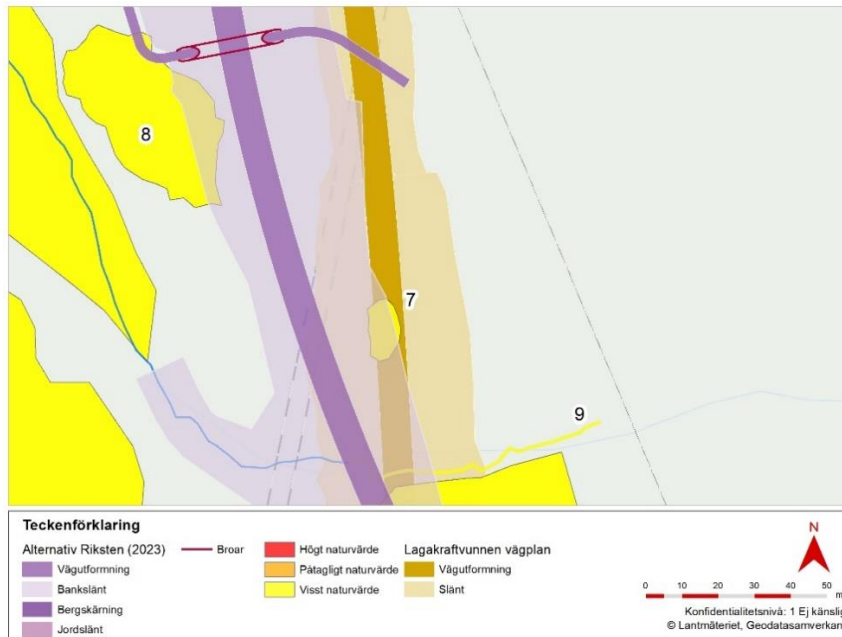 8
7
9
Teckenförklaring
Alternativ Riksten (2023)
Vägutformning
Bankslänt
Bergskärning
Jordslänt
Broar
Högt naturvärde
Påtagligt naturvärde
Visst naturvärde
Lagakraftvunnen vägplan
Vägutformning
Slänt
N
0 10 20 30 40 50
m
Konfidentialitetsnivå: 1 Ej känslig
© Lantmäteriet, Geodatasamverkan